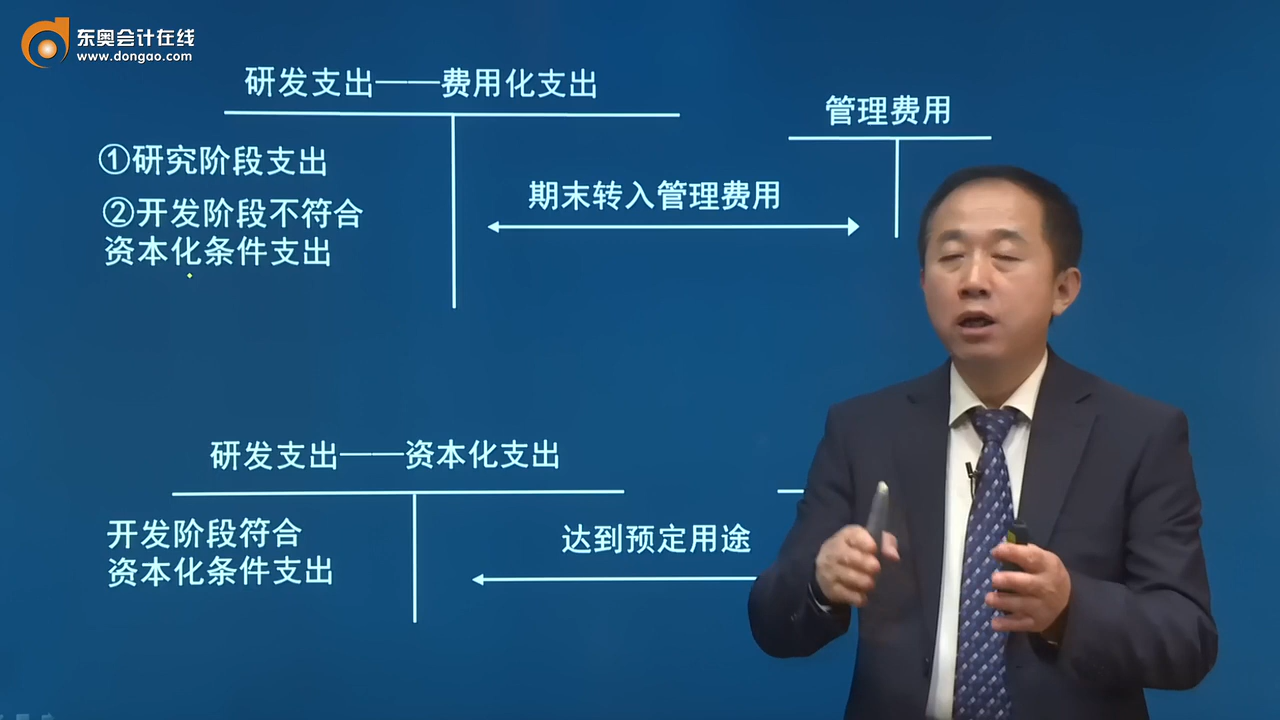 东奥会计在线
www.dongao.com
研发支出——费用化支出
管理费用
①研究阶段支出
期末转入管理费用
②开发阶段不符合
资本化条件支出
研发支出——资本化支出
开发阶段符合
资本化条件支出
达到预定用途